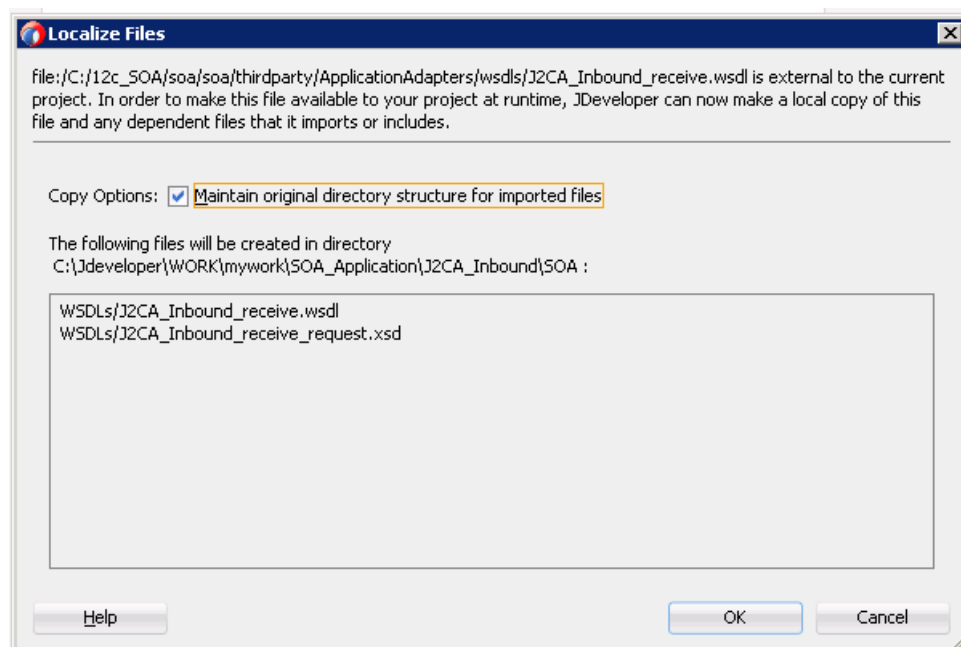 Localize Files
file:/C:/12c_SOA/soa/soa/thirdparty/ApplicationAdapters/wsdls/J2CA_Inbound_receive.wsdl is external to the current
project. In order to make this file available to your project at runtime, JDeveloper can now make a local copy of this
file and any dependent files that it imports or includes.
Copy Options: Maintain original directory structure for imported files
The following files will be created in directory
C:\Jdeveloper\WORK\mywork\SOA_Application\J2CA_Inbound\SOA :
WSDLs/J2CA_Inbound_receive.wsdl
WSDLs/J2CA_Inbound_receive_request.xsd
Help OK Cancel